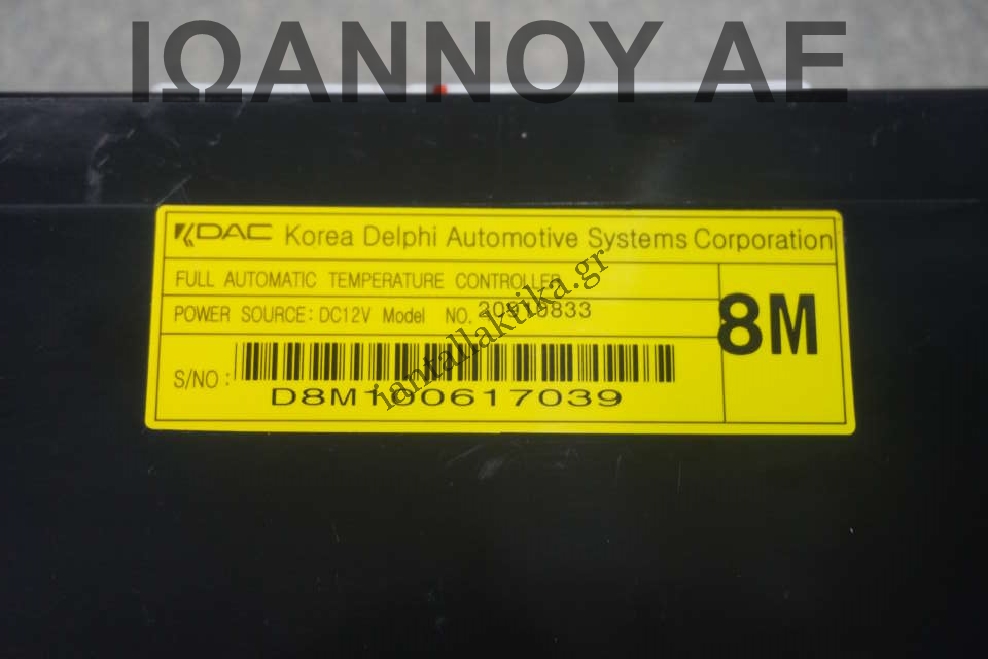 ΙΩΑΝΝΟΥ ΑΕ
KDAC Korea Delphi Automotive Systems Corporation
FULL AUTOMATIC TEMPERATURE CONTROLLER
POWER SOURCE: DC12V Model NO.
8M
S/NO:
D8M100617039
iantallaktika.gr